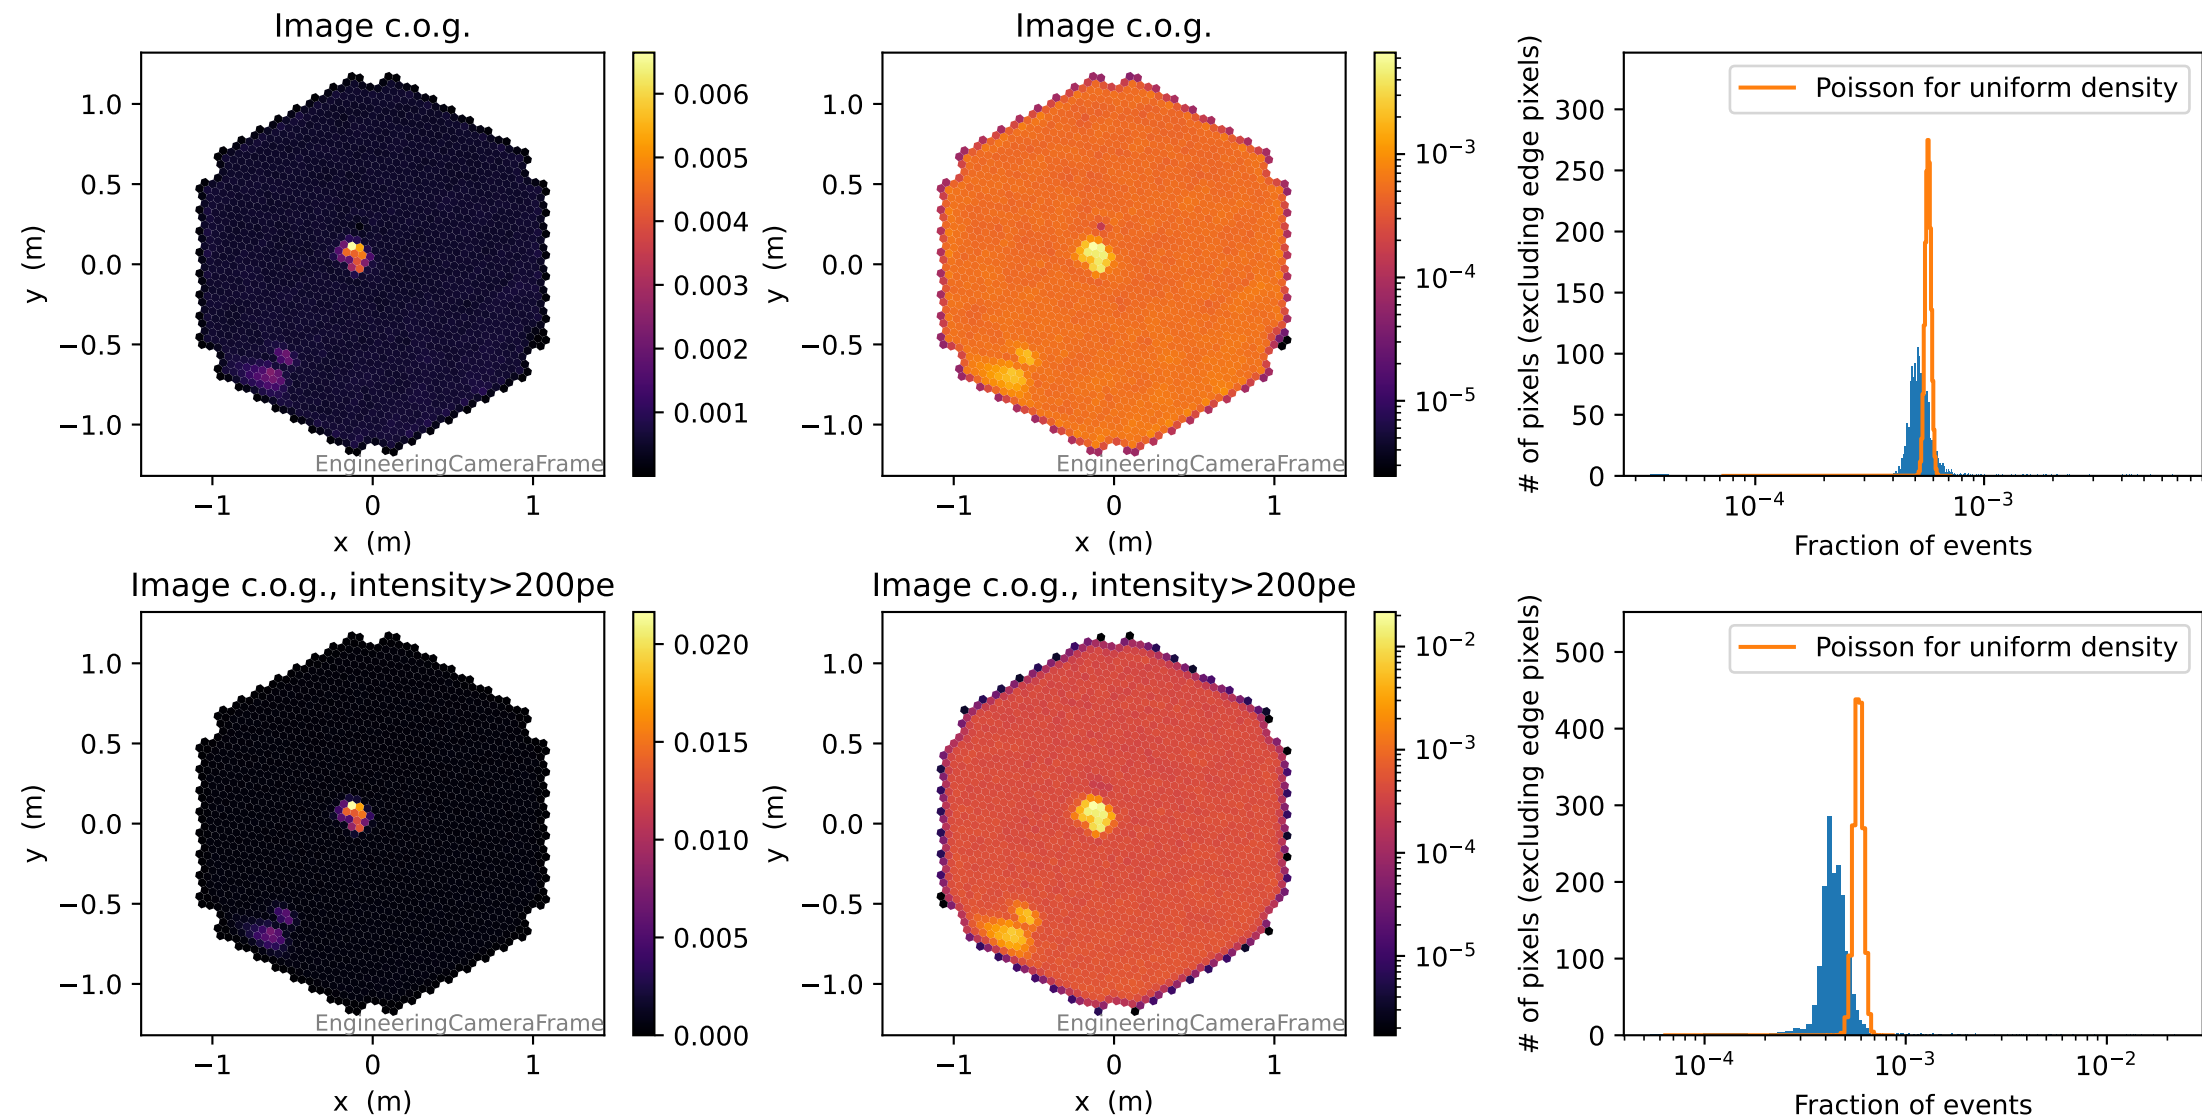 Image c.o.g.
y (m)
1.0
0.5
0.0
−0.5
−1.0
EngineeringCameraFrame
−1 0 1
x (m)
0.006
0.005
0.004
0.003
0.002
0.001
Image c.o.g.
y (m)
1.0
0.5
0.0
−0.5
−1.0
EngineeringCameraFrame
−1 0 1
x (m)
10⁻³
10⁻⁴
10⁻⁵
# of pixels (excluding edge pixels)
300
250
200
150
100
50
0
Poisson for uniform density
10⁻⁴ 10⁻³
Fraction of events
Image c.o.g., intensity>200pe
y (m)
1.0
0.5
0.0
−0.5
−1.0
EngineeringCameraFrame
−1 0 1
x (m)
0.020
0.015
0.010
0.005
0.000
Image c.o.g., intensity>200pe
y (m)
1.0
0.5
0.0
−0.5
−1.0
EngineeringCameraFrame
−1 0 1
x (m)
10⁻²
10⁻³
10⁻⁴
10⁻⁵
# of pixels (excluding edge pixels)
500
400
300
200
100
0
Poisson for uniform density
10⁻⁴ 10⁻³ 10⁻²
Fraction of events